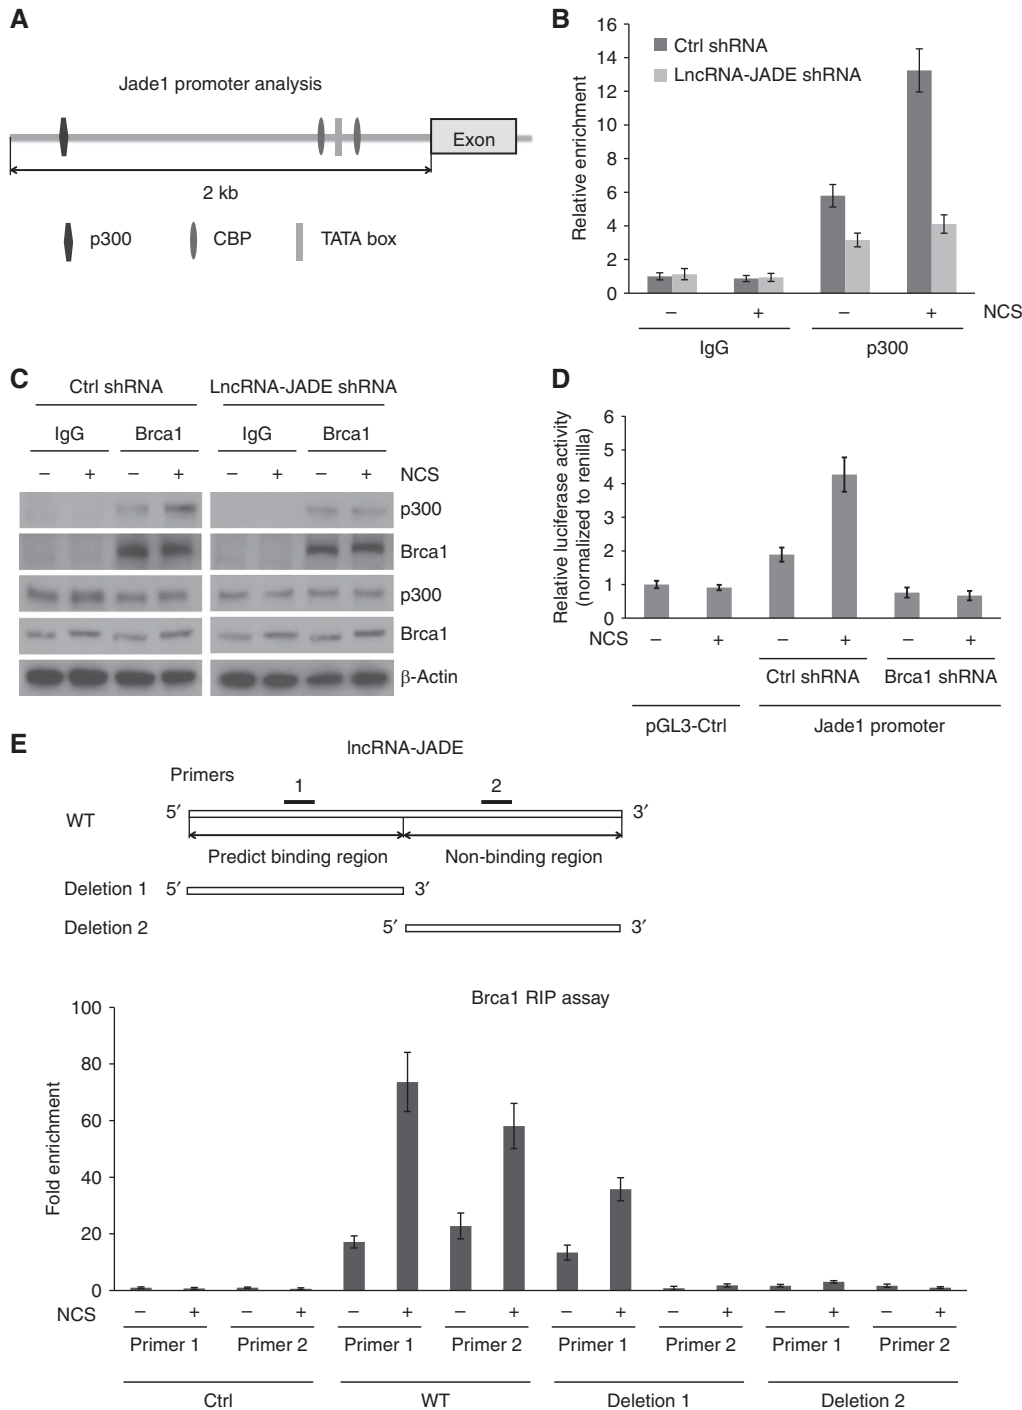 A
Jade1 promoter analysis
Exon
2 kb
p300
CBP
TATA box
B
16
14
12
10
8
6
4
2
0
Relative enrichment
Ctrl shRNA
LncRNA-JADE shRNA
– + – + NCS
IgG p300
C
Ctrl shRNA LncRNA-JADE shRNA
IgG Brca1 IgG Brca1
– + – + – + – + NCS
p300
Brca1
p300
Brca1
β-Actin
D
6
5
4
3
2
1
0
Relative luciferase activity
(normalized to renilla)
NCS – + – + – +
Ctrl shRNA Brca1 shRNA
pGL3-Ctrl Jade1 promoter
E
lncRNA-JADE
Primers 1 2
WT 5′ 3′
Predict binding region Non-binding region
Deletion 1 5′ 3′
Deletion 2 5′ 3′
Brca1 RIP assay
100
80
60
40
20
0
Fold enrichment
NCS – + – + – + – + – + – + – + – +
Primer 1 Primer 2 Primer 1 Primer 2 Primer 1 Primer 2 Primer 1 Primer 2
Ctrl WT Deletion 1 Deletion 2